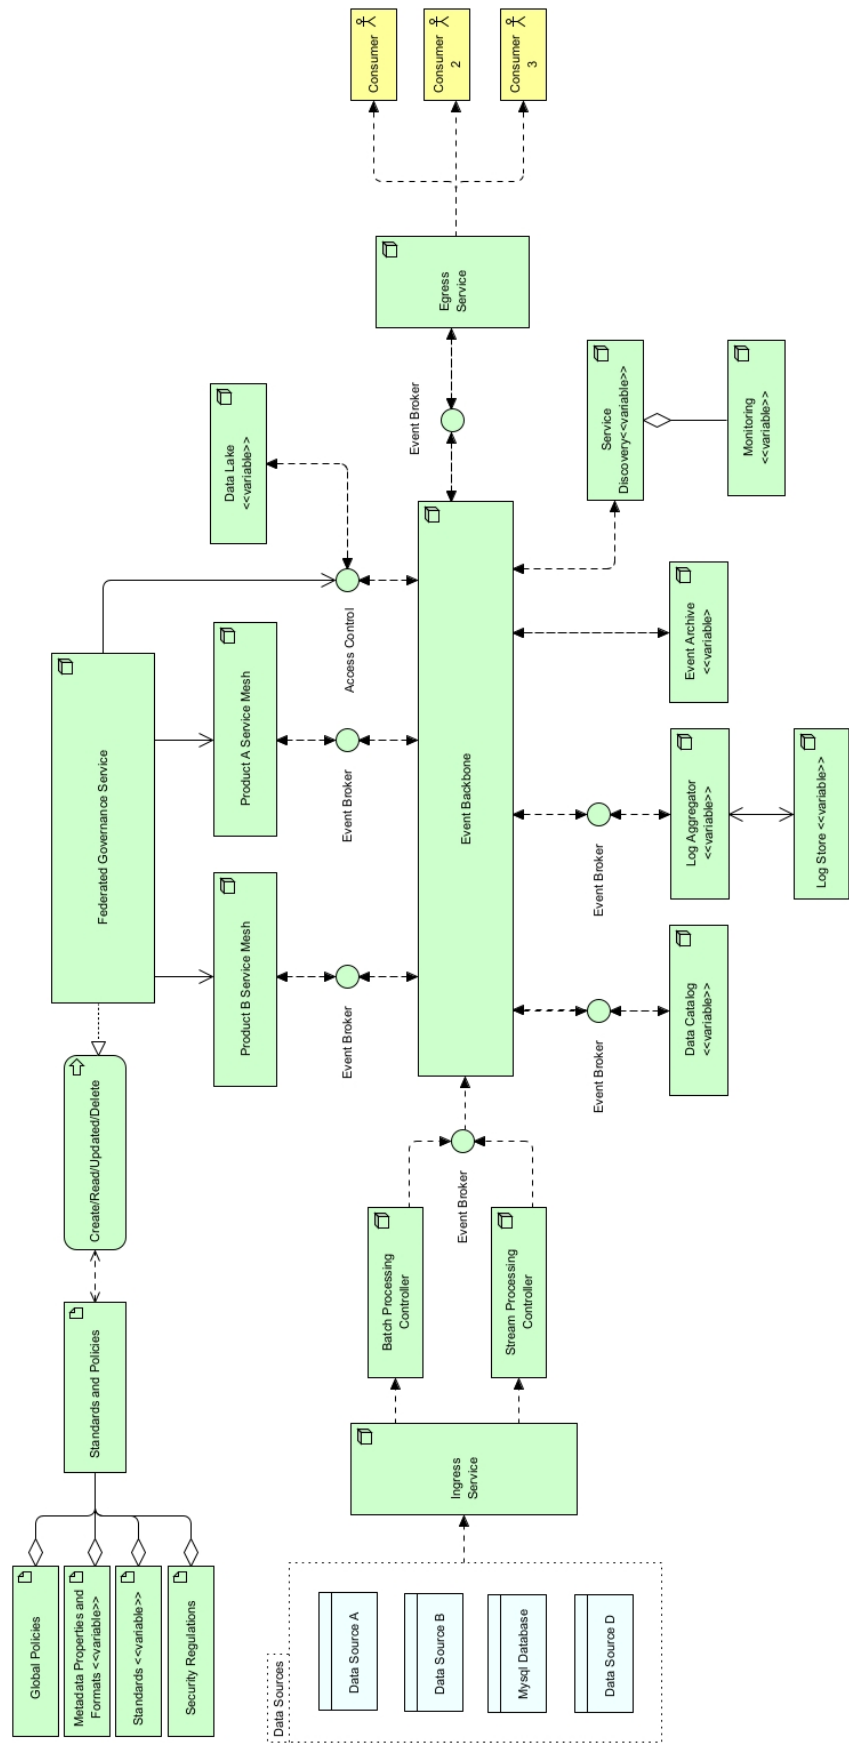 Global Policies
Metadata Properties and
Formats <<variable>>
Standards <<variable>>
Security Regulations
Standards and Policies
Create/Read/Updated/Delete
Federated Governance Service
Product B Service Mesh
Product A Service Mesh
Data Lake
<<variable>>
Event Broker
Event Broker
Access Control
Data Sources
Data Source A
Data Source B
Mysql Database
Data Source D
Ingress
Service
Batch Processing
Controller
Stream Processing
Controller
Event Broker
Event Backbone
Event Broker
Egress
Service
Consumer
Consumer
2
Consumer
3
Event Broker
Event Broker
Data Catalog
<<variable>>
Log Aggregator
<<variable>>
Event Archive
<<variable>
Service
Discovery<<variable>>
Log Store <<variable>>
Monitoring
<<variable>>